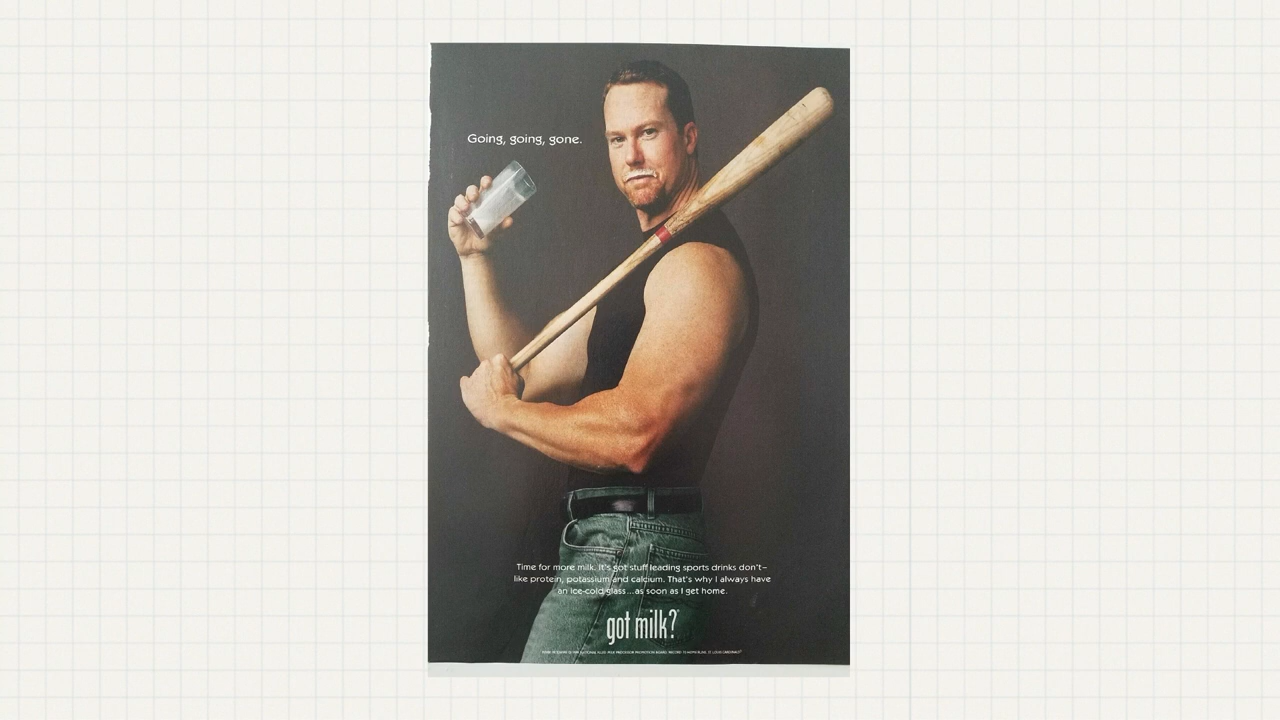 Going, going, gone.
Time for more milk. It's got stuff leading sports drinks don't–
like protein, potassium and calcium. That's why I always have
an ice-cold glass...as soon as I get home.
got milk?